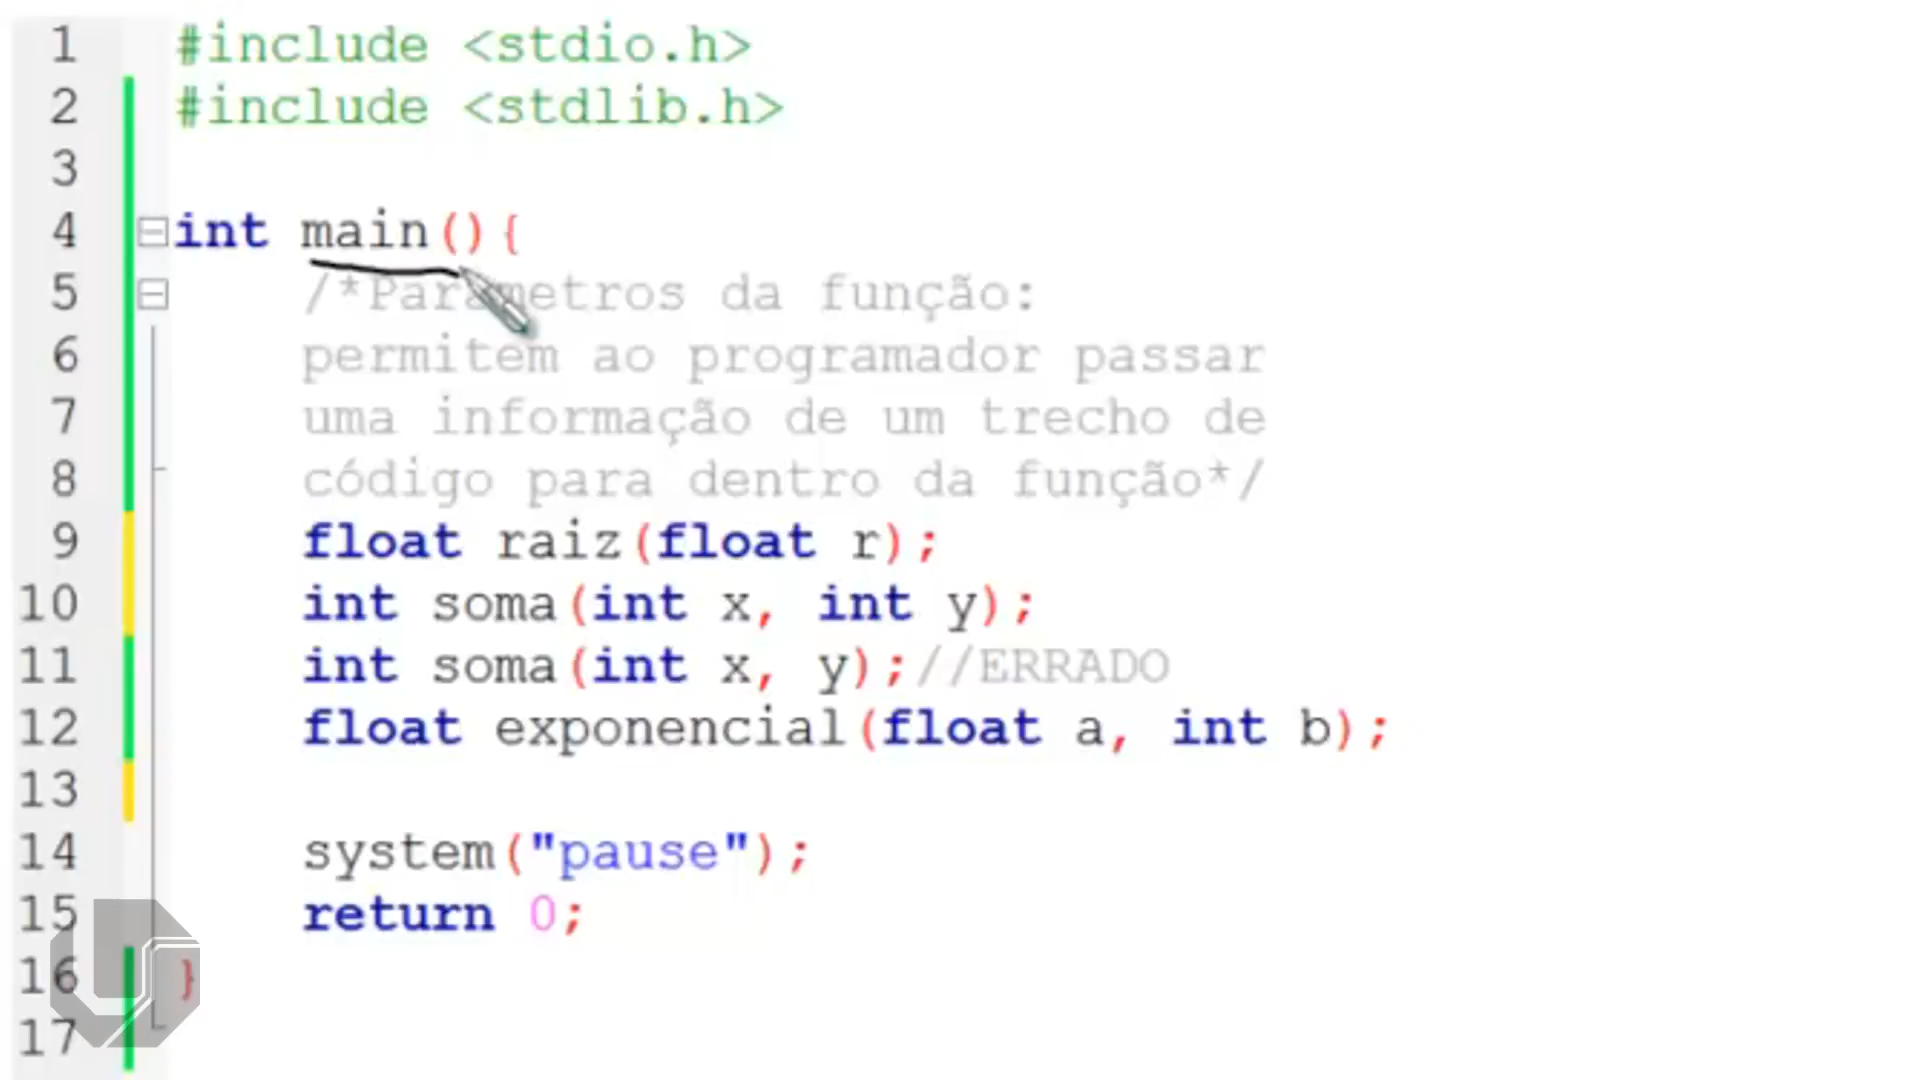 1 #include <stdio.h>
2 #include <stdlib.h>
3
4 int main(){
5 /*Parametros da função:
6 permitem ao programador passar
7 uma informação de um trecho de
8 código para dentro da função*/
9 float raiz(float r);
10 int soma(int x, int y);
11 int soma(int x, y);//ERRADO
12 float exponencial(float a, int b);
13
14 system("pause");
15 return 0;
16 }
17